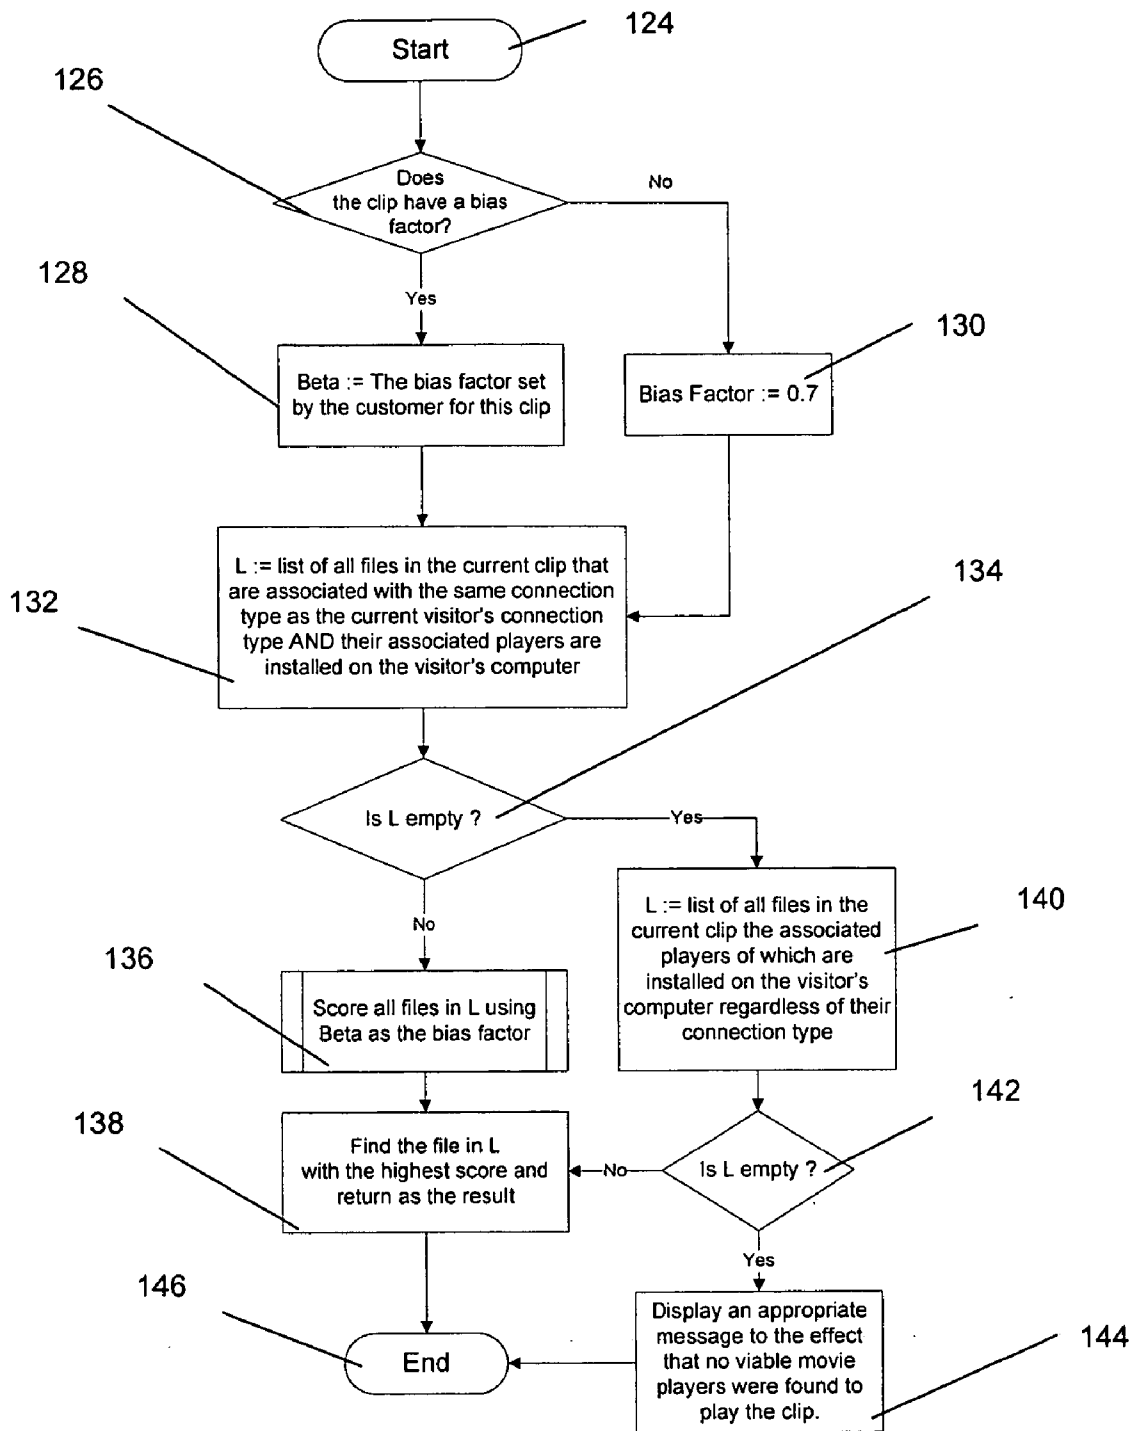 Start
124
126
Does
the clip have a bias
factor?
No
128
Yes
130
Beta := The bias factor set
by the customer for this clip
Bias Factor := 0.7
132
L := list of all files in the current clip that
are associated with the same connection
type as the current visitor's connection
type AND their associated players are
installed on the visitor's computer
134
Is L empty ?
Yes
No
140
L := list of all files in the
current clip the associated
players of which are
installed on the visitor's
computer regardless of their
connection type
136
Score all files in L using
Beta as the bias factor
138
Find the file in L
with the highest score and
return as the result
No
Is L empty ?
142
Yes
146
End
Display an appropriate
message to the effect
that no viable movie
players were found to
play the clip.
144